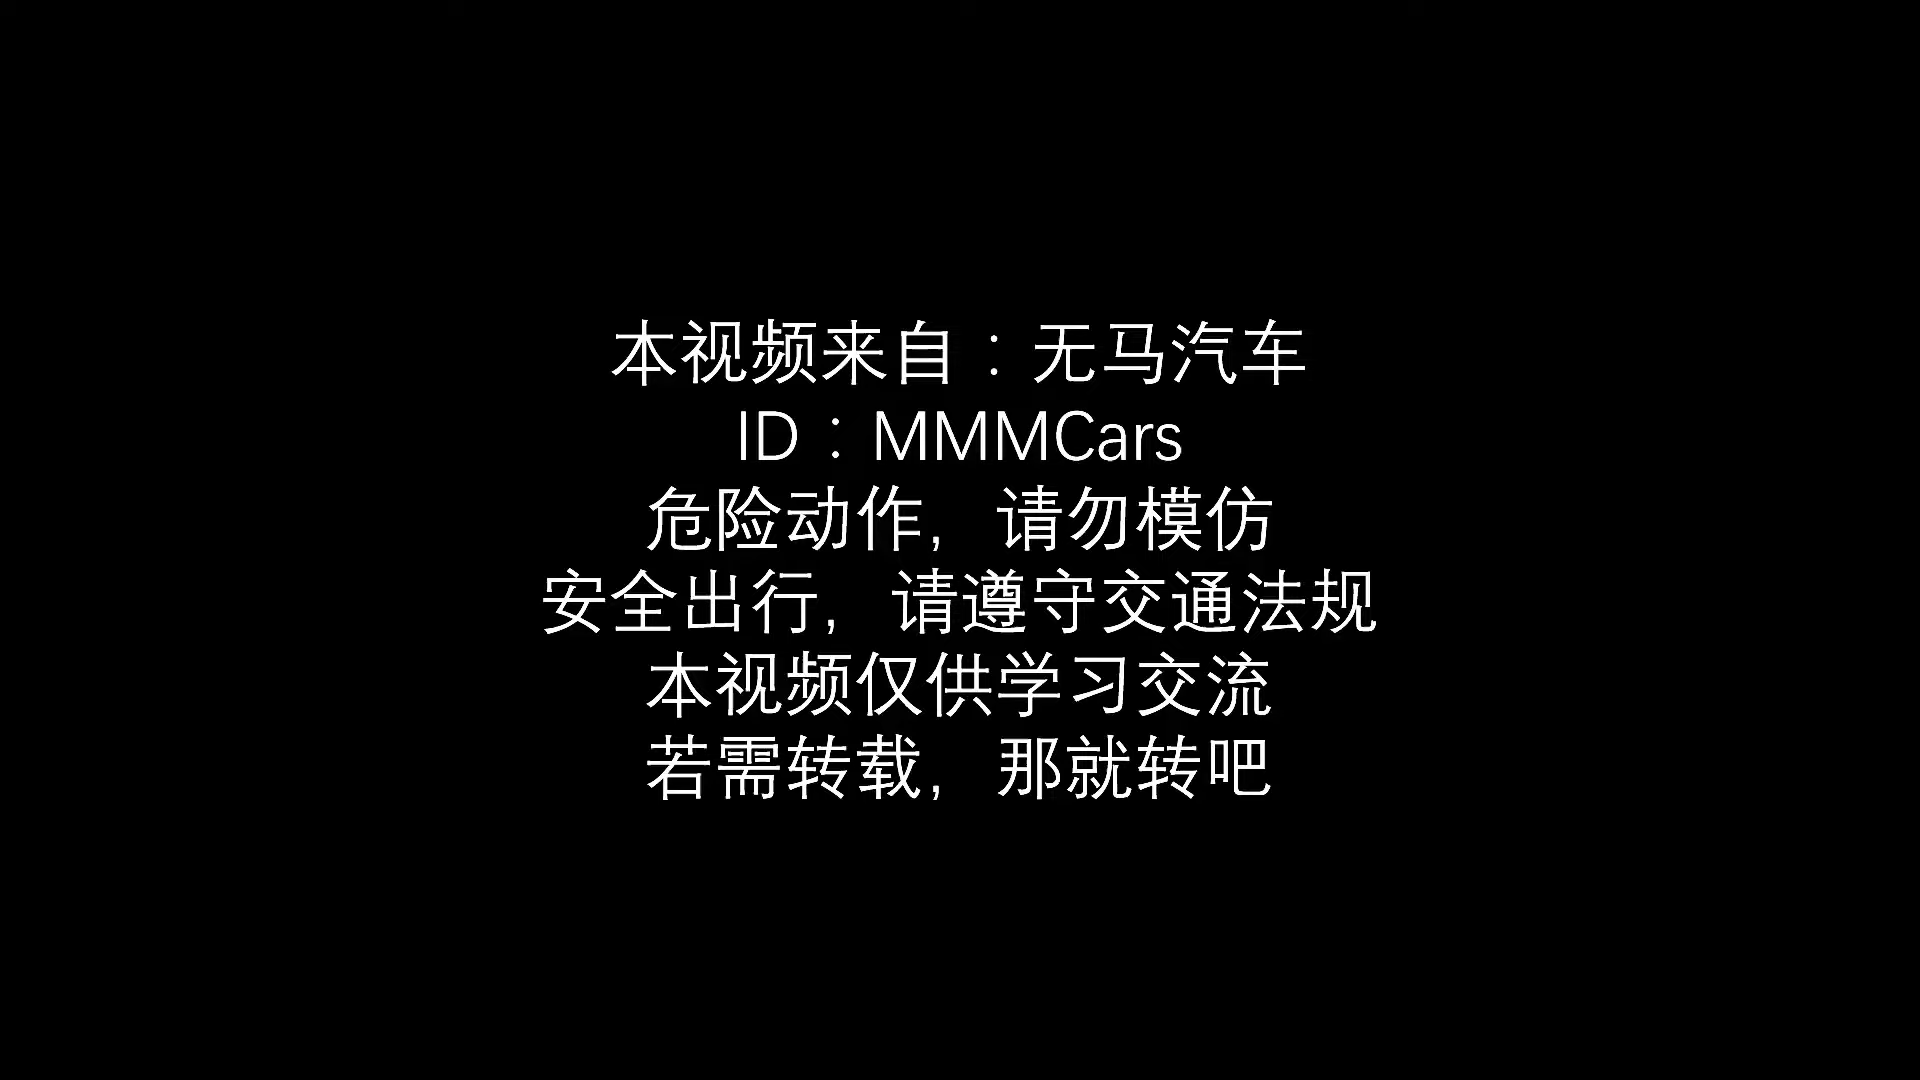 本视频来自：无马汽车
ID：MMMCars
危险动作，请勿模仿
安全出行，请遵守交通法规
本视频仅供学习交流
若需转载，那就转吧